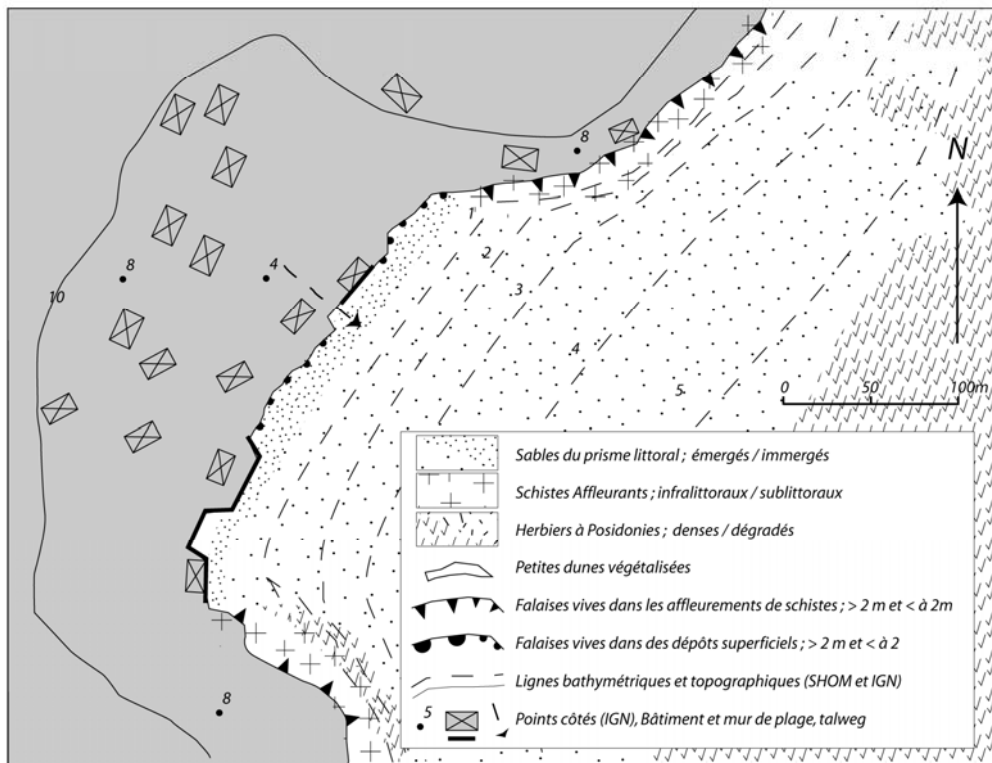 8
N
1
2
8
4
3
10
4
5
0 50 100m
Sables du prisme littoral ; émergés / immergés
Schistes Affleurants ; infralittoraux / sublittoraux
Herbiers à Posidonies ; denses / dégradés
Petites dunes végétalisées
Falaises vives dans les affleurements de schistes ; > 2 m et < à 2m
Falaises vives dans des dépôts superficiels ; > 2 m et < à 2
Lignes bathymétriques et topographiques (SHOM et IGN)
8
5
Points côtés (IGN), Bâtiment et mur de plage, talweg